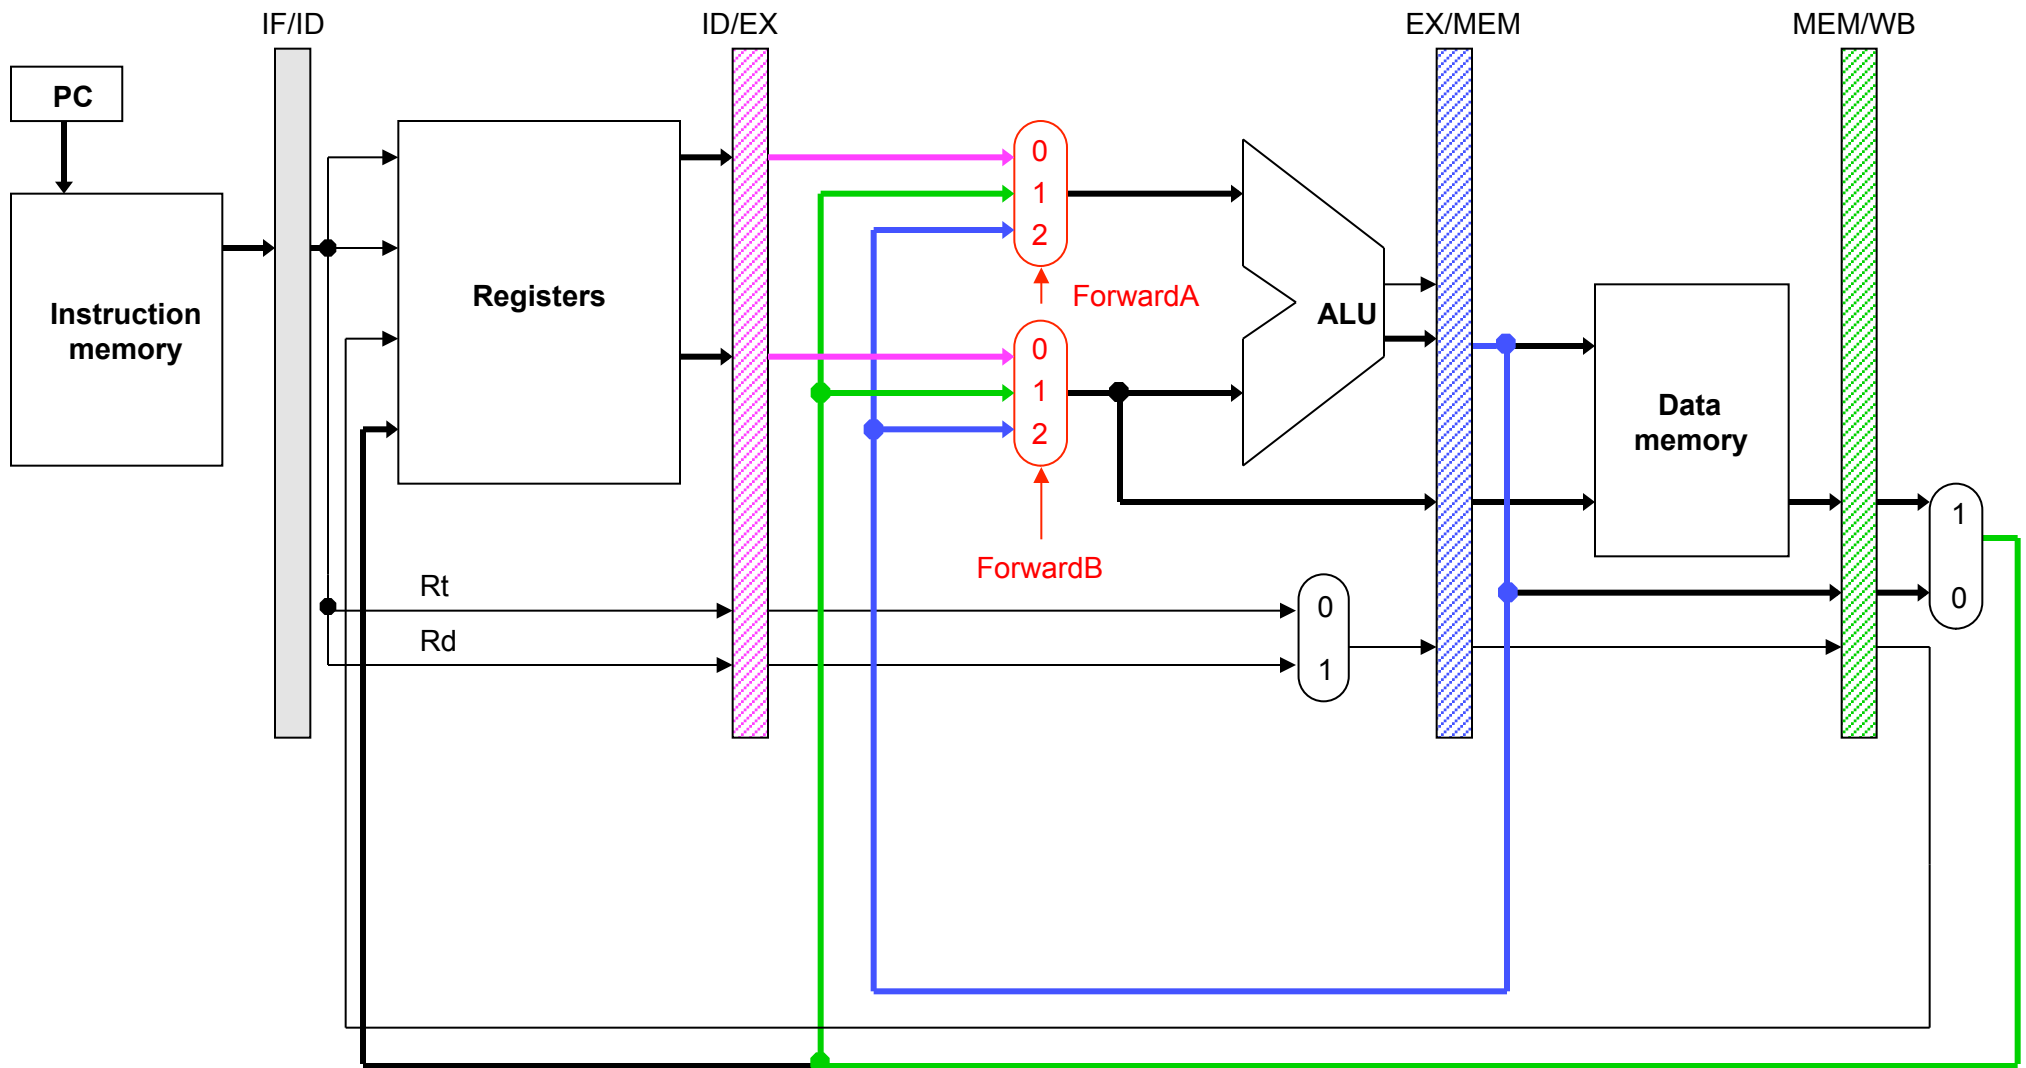 IF/ID
ID/EX
EX/MEM
MEM/WB
PC
Instruction
memory
Registers
0
1
2
ForwardA
0
1
2
ForwardB
ALU
Data
memory
1
0
Rt
Rd
0
1